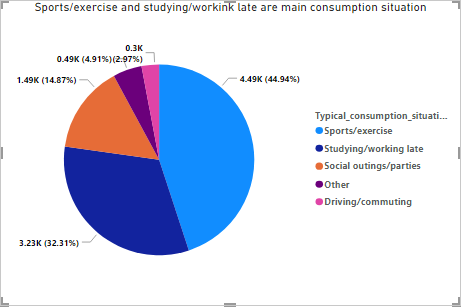 Sports/exercise and studying/workink late are main consumption situation
0.3K
0.49K (4.91%)
(2.97%)
1.49K (14.87%)
4.49K (44.94%)
3.23K (32.31%)
Typical_consumption_situati...
Sports/exercise
Studying/working late
Social outings/parties
Other
Driving/commuting